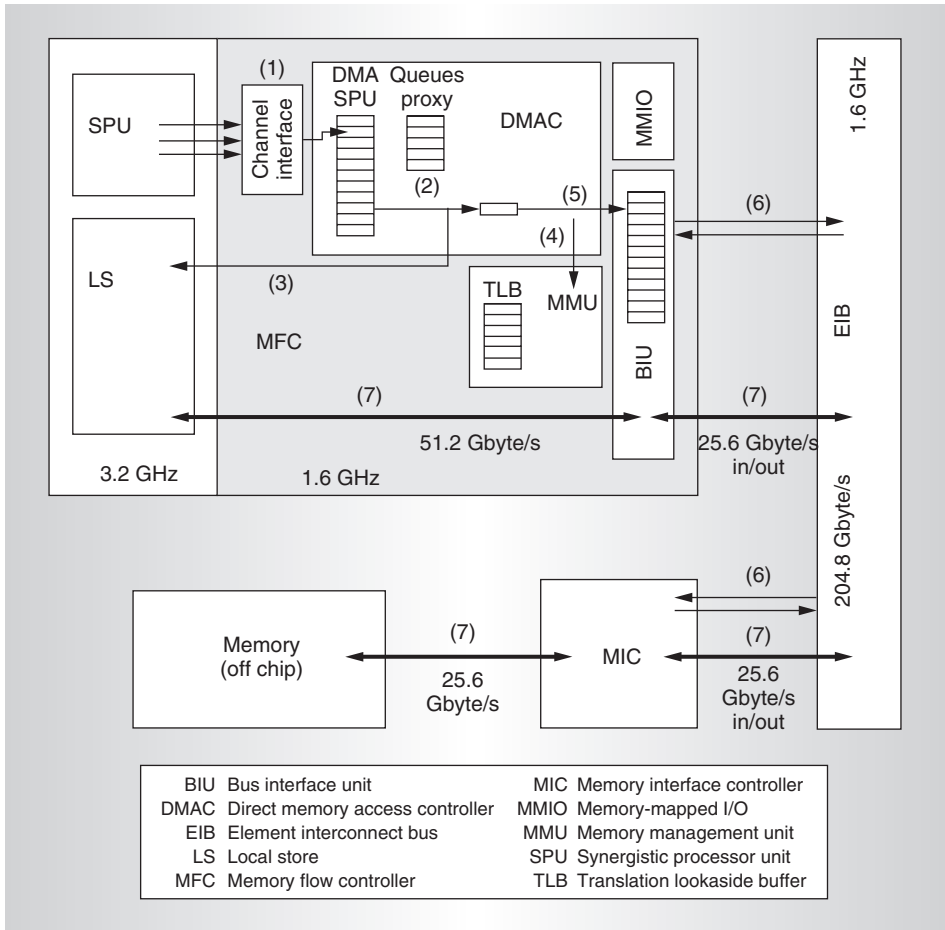 (1)
DMA Queues
SPU proxy
SPU
Channel
interface
DMAC
MMIO
1.6 GHz
(2)
(5)
(6)
(4)
LS
(3)
TLB
MMU
MFC
BIU
EIB
(7)
(7)
51.2 Gbyte/s
25.6 Gbyte/s
in/out
3.2 GHz
1.6 GHz
204.8 Gbyte/s
(6)
Memory
(off chip)
(7)
25.6
Gbyte/s
MIC
(7)
25.6
Gbyte/s
in/out
BIU Bus interface unit
DMAC Direct memory access controller
EIB Element interconnect bus
LS Local store
MFC Memory flow controller
MIC Memory interface controller
MMIO Memory-mapped I/O
MMU Memory management unit
SPU Synergistic processor unit
TLB Translation lookaside buffer